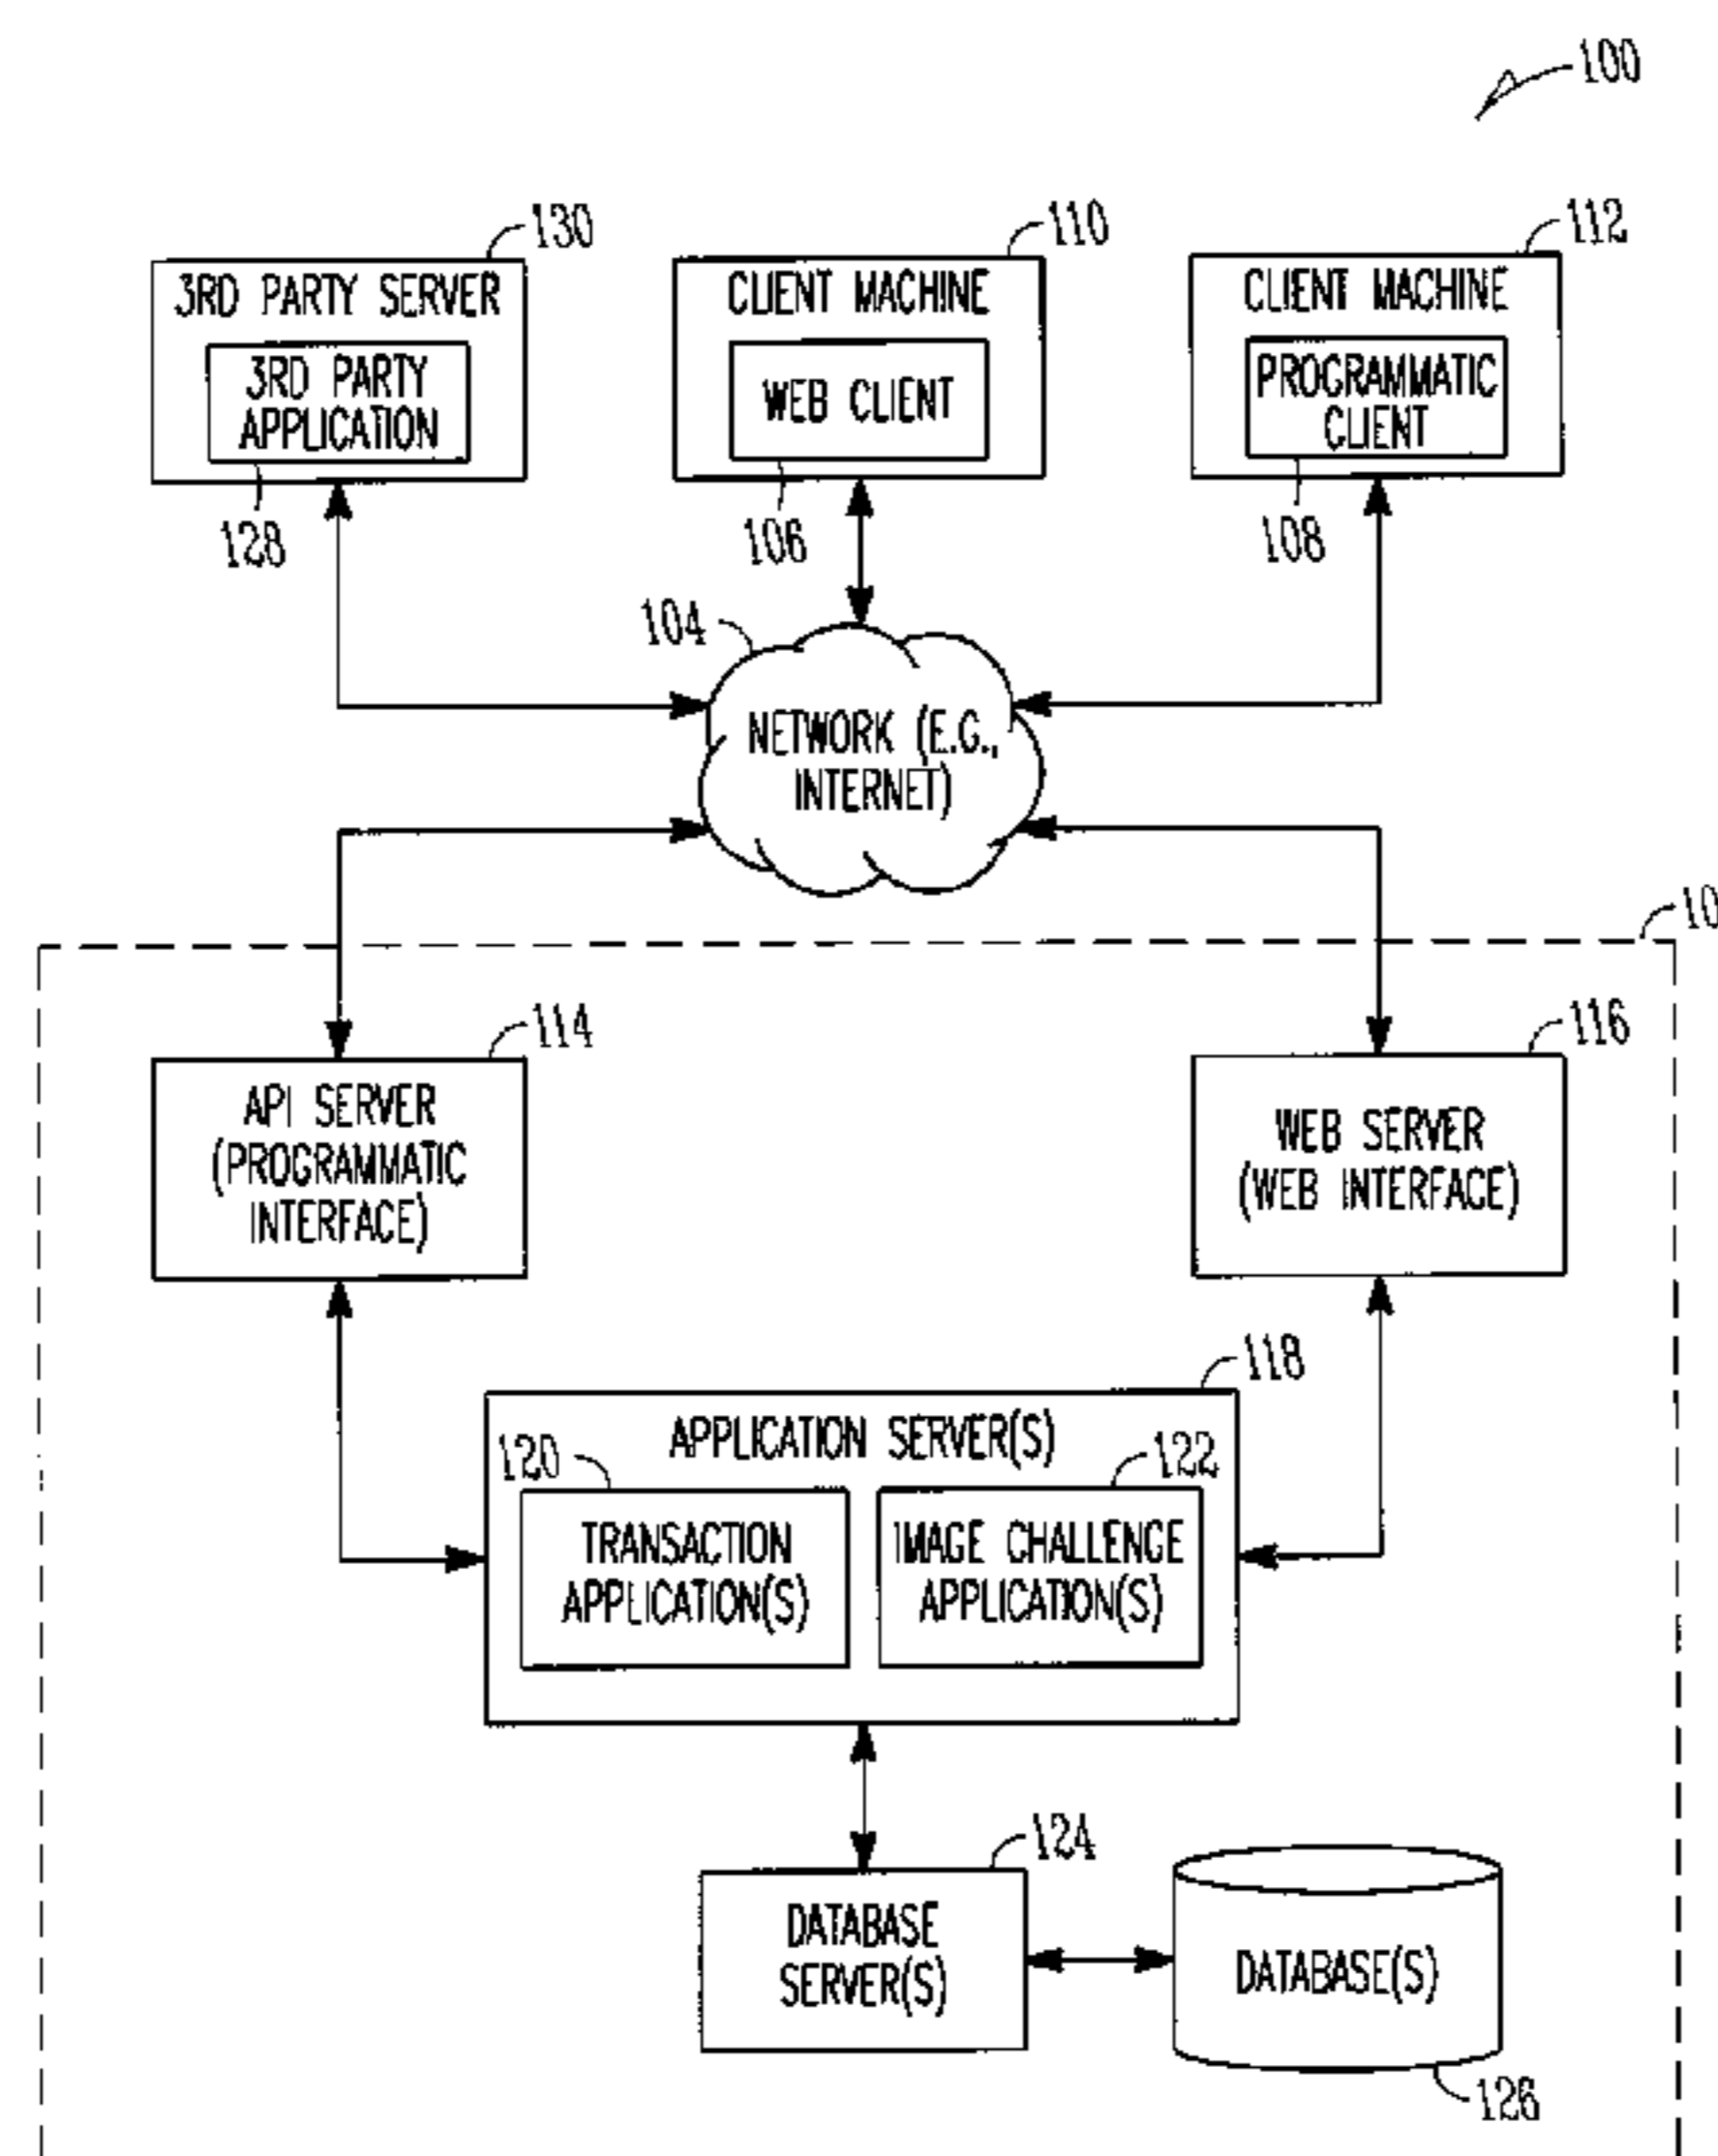 100
130
110
112
3RD PARTY SERVER
CLIENT MACHINE
CLIENT MACHINE
3RD PARTY
APPLICATION
WEB CLIENT
PROGRAMMATIC
CLIENT
128
106
108
104
NETWORK (E.G.,
INTERNET)
10
114
116
API SERVER
(PROGRAMMATIC
INTERFACE)
WEB SERVER
(WEB INTERFACE)
118
APPLICATION SERVER(S)
120
122
TRANSACTION
APPLICATION(S)
IMAGE CHALLENGE
APPLICATION(S)
124
DATABASE
SERVER(S)
DATABASE(S)
126